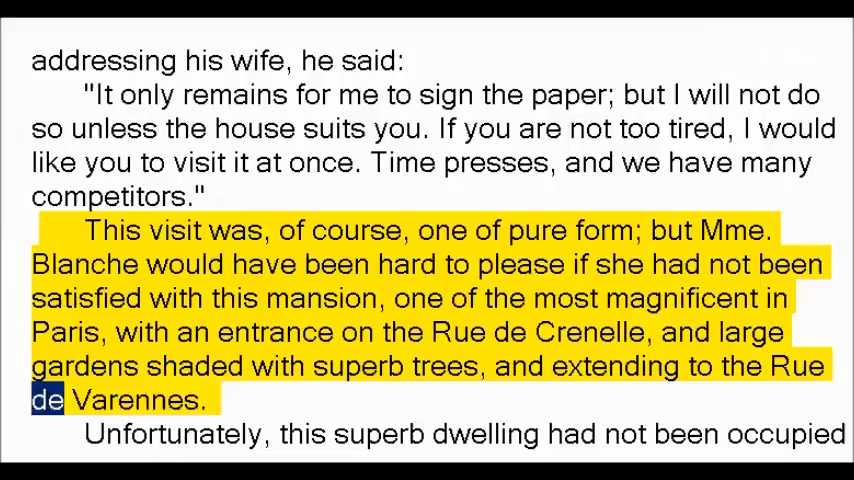 addressing his wife, he said:
"It only remains for me to sign the paper; but I will not do
so unless the house suits you. If you are not too tired, I would
like you to visit it at once. Time presses, and we have many
competitors."
This visit was, of course, one of pure form; but Mme.
Blanche would have been hard to please if she had not been
satisfied with this mansion, one of the most magnificent in
Paris, with an entrance on the Rue de Crenelle, and large
gardens shaded with superb trees, and extending to the Rue
de Varennes.
Unfortunately, this superb dwelling had not been occupied